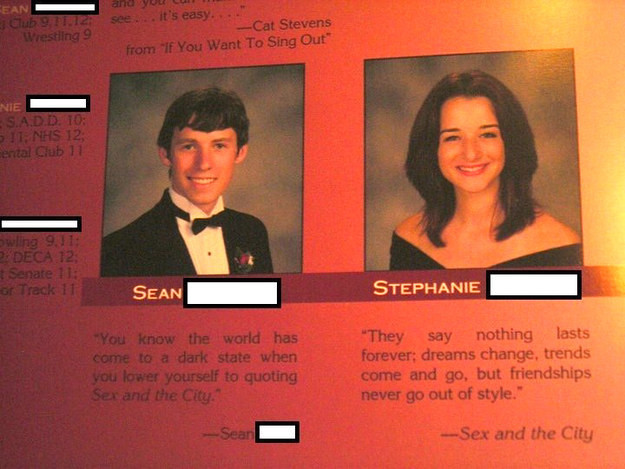 SEAN
and you can
Club 9,11,12;
see . . . it's easy. . . ."
Wrestling 9
—Cat Stevens
from "If You Want To Sing Out"
NIE
S.A.D.D. 10;
11; NHS 12;
ental Club 11
owling 9,11;
2; DECA 12;
t Senate 11;
or Track 11
SEAN
"You know the world has
come to a dark state when
you lower yourself to quoting
Sex and the City."
—Sean
STEPHANIE
"They say nothing lasts
forever; dreams change, trends
come and go, but friendships
never go out of style."
—Sex and the City